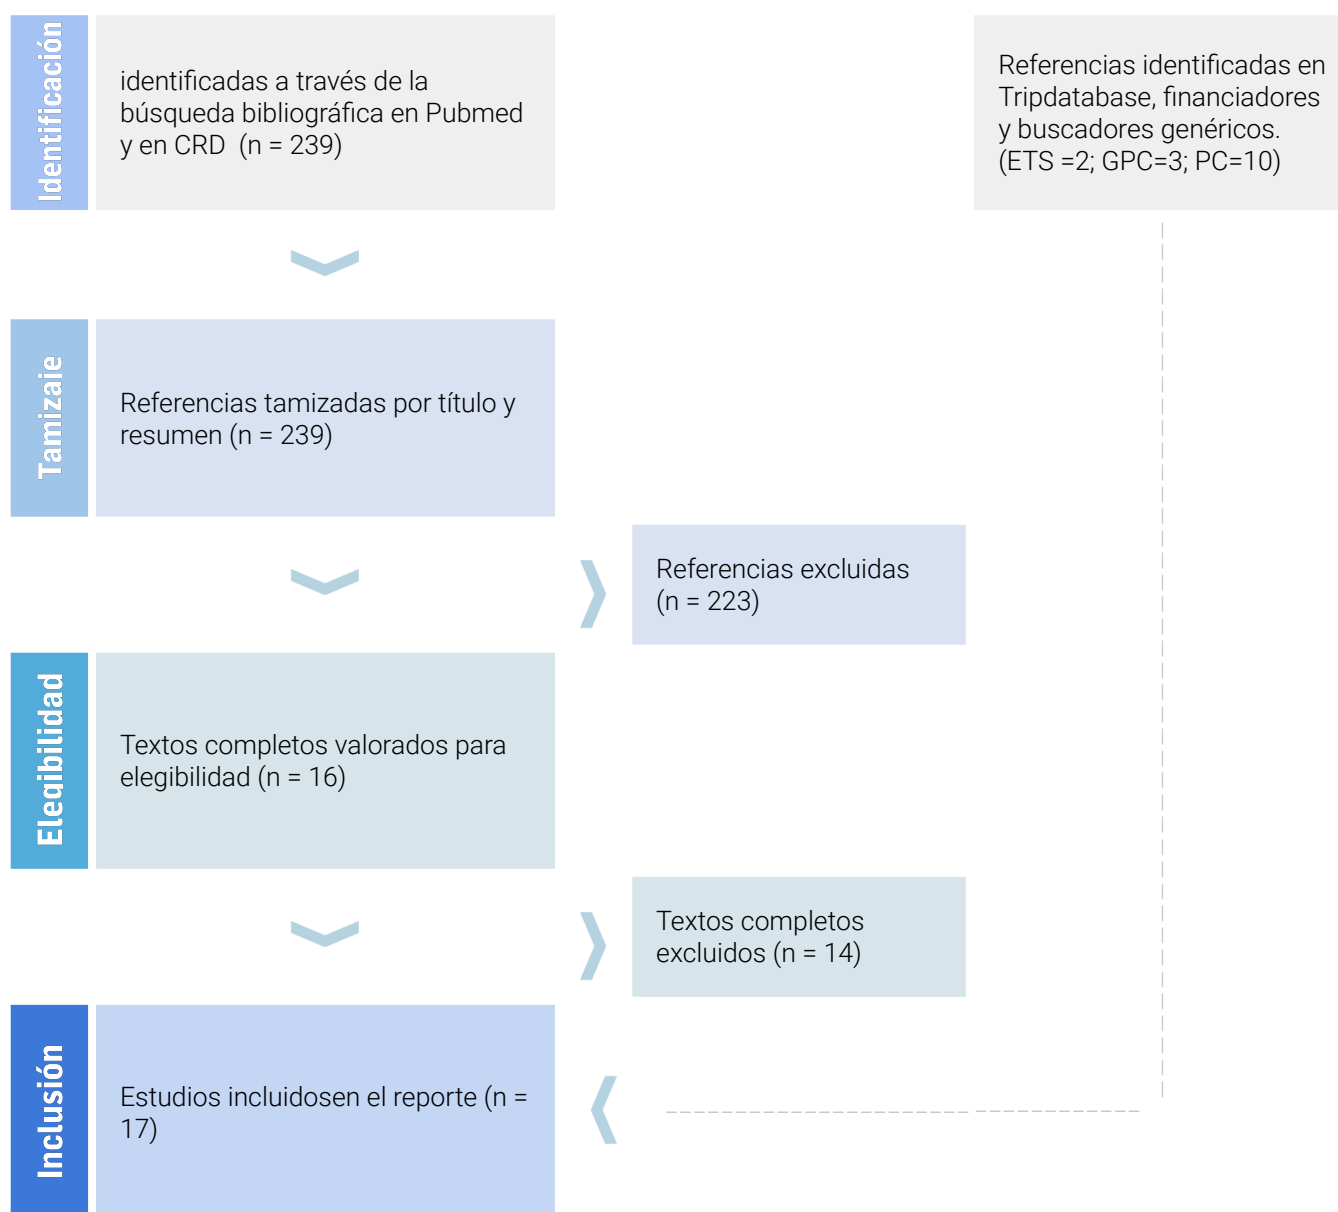 Identificación
identificadas a través de la
búsqueda bibliográfica en Pubmed
y en CRD (n = 239)
Referencias identificadas en
Tripdatabase, financiadores
y buscadores genéricos.
(ETS =2; GPC=3; PC=10)
Tamizaje
Referencias tamizadas por título y
resumen (n = 239)
Referencias excluidas
(n = 223)
Elegibilidad
Textos completos valorados para
elegibilidad (n = 16)
Textos completos
excluidos (n = 14)
Inclusión
Estudios incluidosen el reporte (n =
17)